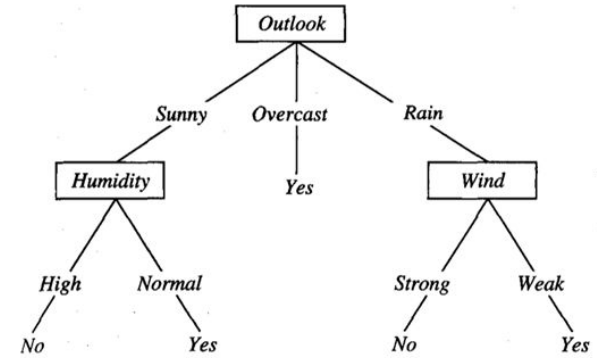 Outlook
Sunny Overcast Rain
Humidity Yes Wind
High Normal Strong Weak
No Yes No Yes